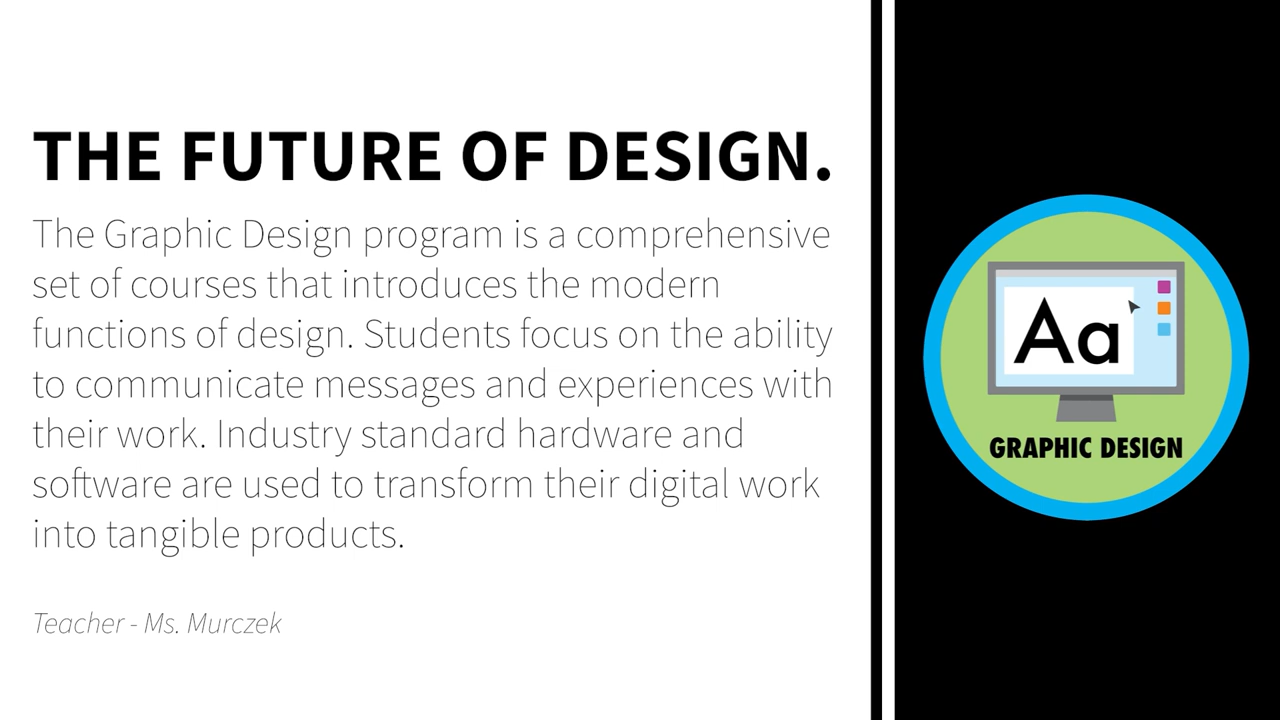 THE FUTURE OF DESIGN.
The Graphic Design program is a comprehensive
set of courses that introduces the modern
functions of design. Students focus on the ability
to communicate messages and experiences with
their work. Industry standard hardware and
software are used to transform their digital work
into tangible products.
Teacher - Ms. Murczek
Aa
GRAPHIC DESIGN